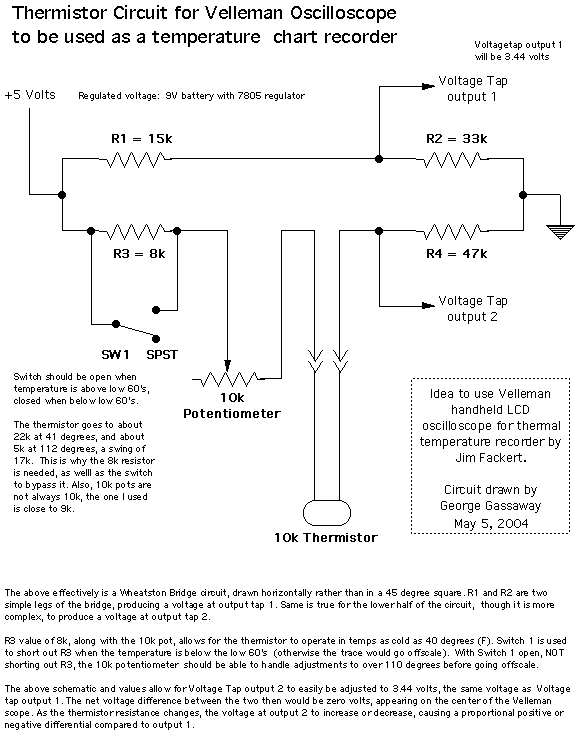 Thermistor Circuit for Velleman Oscilloscope
to be used as a temperature chart recorder
Voltagetap output 1
will be 3.44 volts
+5 Volts
Regulated voltage: 9V battery with 7805 regulator
Voltage Tap
output 1
R1 = 15k
R2 = 33k
R3 = 8k
R4 = 47k
Voltage Tap
output 2
SW1 SPST
Switch should be open when
temperature is above low 60's,
closed when below low 60's.
The thermistor goes to about
22k at 41 degrees, and about
5k at 112 degrees, a swing of
17k. This is why the 8k resistor
is needed, as welll as the switch
to bypass it. Also, 10k pots are
not always 10k, the one I used
is close to 9k.
10k
Potentiometer
10k Thermistor
Idea to use Velleman
handheld LCD
oscilloscope for thermal
temperature recorder by
Jim Fackert.
Circuit drawn by
George Gassaway
May 5, 2004
The above effectively is a Wheatston Bridge circuit, drawn horizontally rather than in a 45 degree square. R1 and R2 are two
simple legs of the bridge, producing a voltage at output tap 1. Same is true for the lower half of the circuit, though it is more
complex, to produce a voltage at output tap 2.
R3 value of 8k, along with the 10k pot, allows for the thermistor to operate in temps as cold as 40 degrees (F). Switch 1 is used
to short out R3 when the temperature is below the low 60's (otherwise the trace would go offscale). With Switch 1 open, NOT
shorting out R3, the 10k potentiometer should be able to handle adjustments to over 110 degrees before going offscale.
The above schematic and values allow for Voltage Tap output 2 to easily be adjusted to 3.44 volts, the same voltage as Voltage
tap output 1. The net voltage difference between the two then would be zero volts, appearing on the center of the Velleman
scope. As the thermistor resistance changes, the voltage at output 2 to increase or decrease, causing a proportional positive or
negative differential compared to output 1.